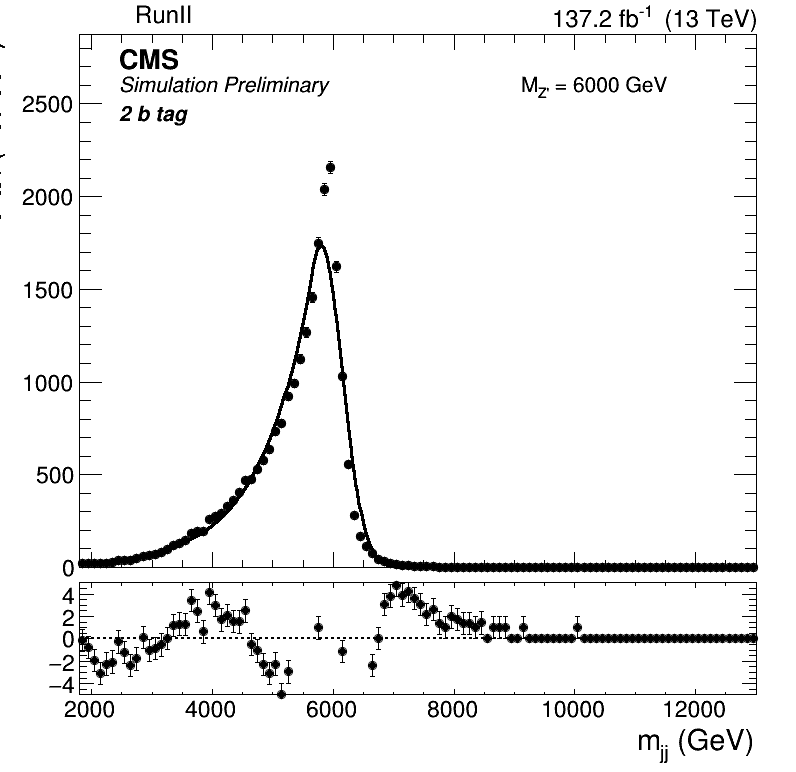 RunII
137.2 fb⁻¹ (13 TeV)
CMS
Simulation Preliminary
M_Z' = 6000 GeV
2 b tag
2500
2000
1500
1000
500
0
4
2
0
−2
−4
2000 4000 6000 8000 10000 12000
m_jj (GeV)